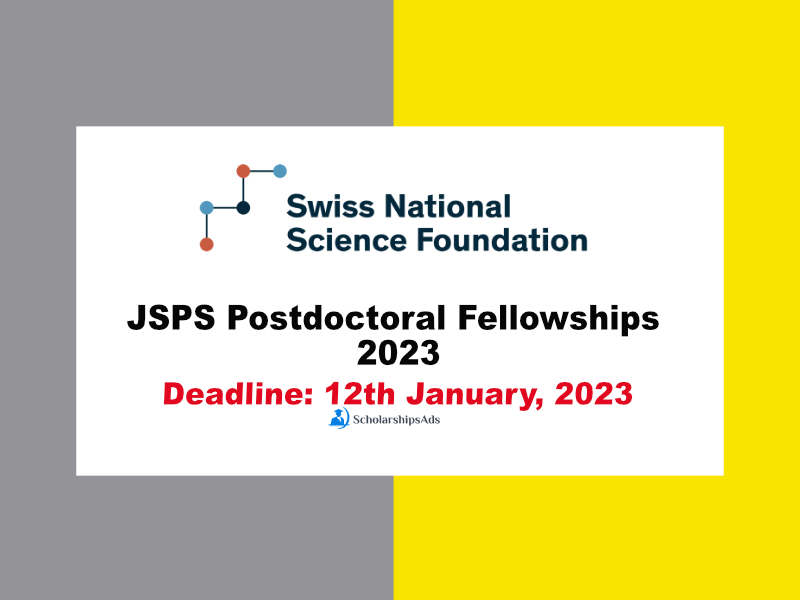 Swiss National
Science Foundation
JSPS Postdoctoral Fellowships
2023
Deadline: 12th January, 2023
ScholarshipsAds